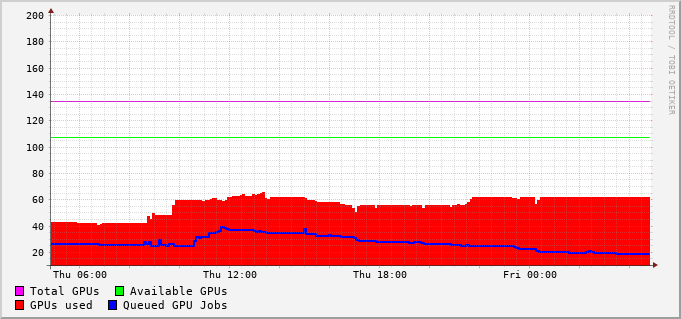 200
180
160
140
120
100
80
60
40
20
Thu 06:00 Thu 12:00 Thu 18:00 Fri 00:00
Total GPUs Available GPUs
GPUs used Queued GPU Jobs
RRDTOOL / TOBI OETIKER